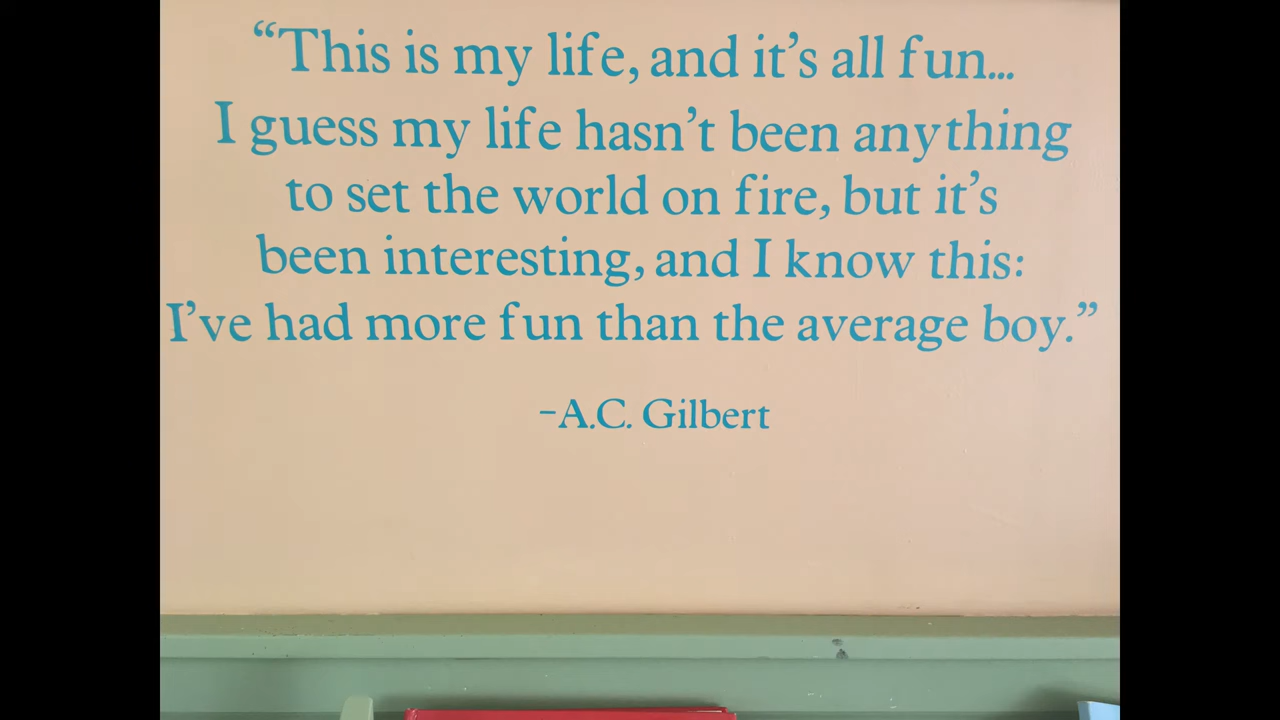 “This is my life, and it’s all fun...
I guess my life hasn’t been anything
to set the world on fire, but it’s
been interesting, and I know this:
I’ve had more fun than the average boy.”
–A.C. Gilbert